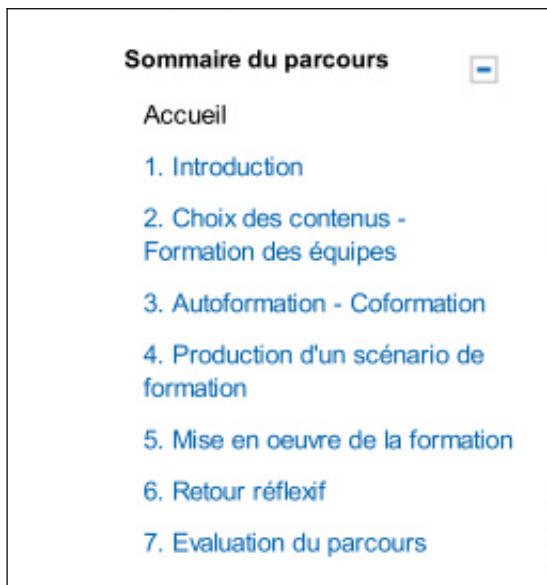 Sommaire du parcours
Accueil
1. Introduction
2. Choix des contenus -
Formation des équipes
3. Autoformation - Coformation
4. Production d'un scénario de
formation
5. Mise en oeuvre de la formation
6. Retour réflexif
7. Evaluation du parcours